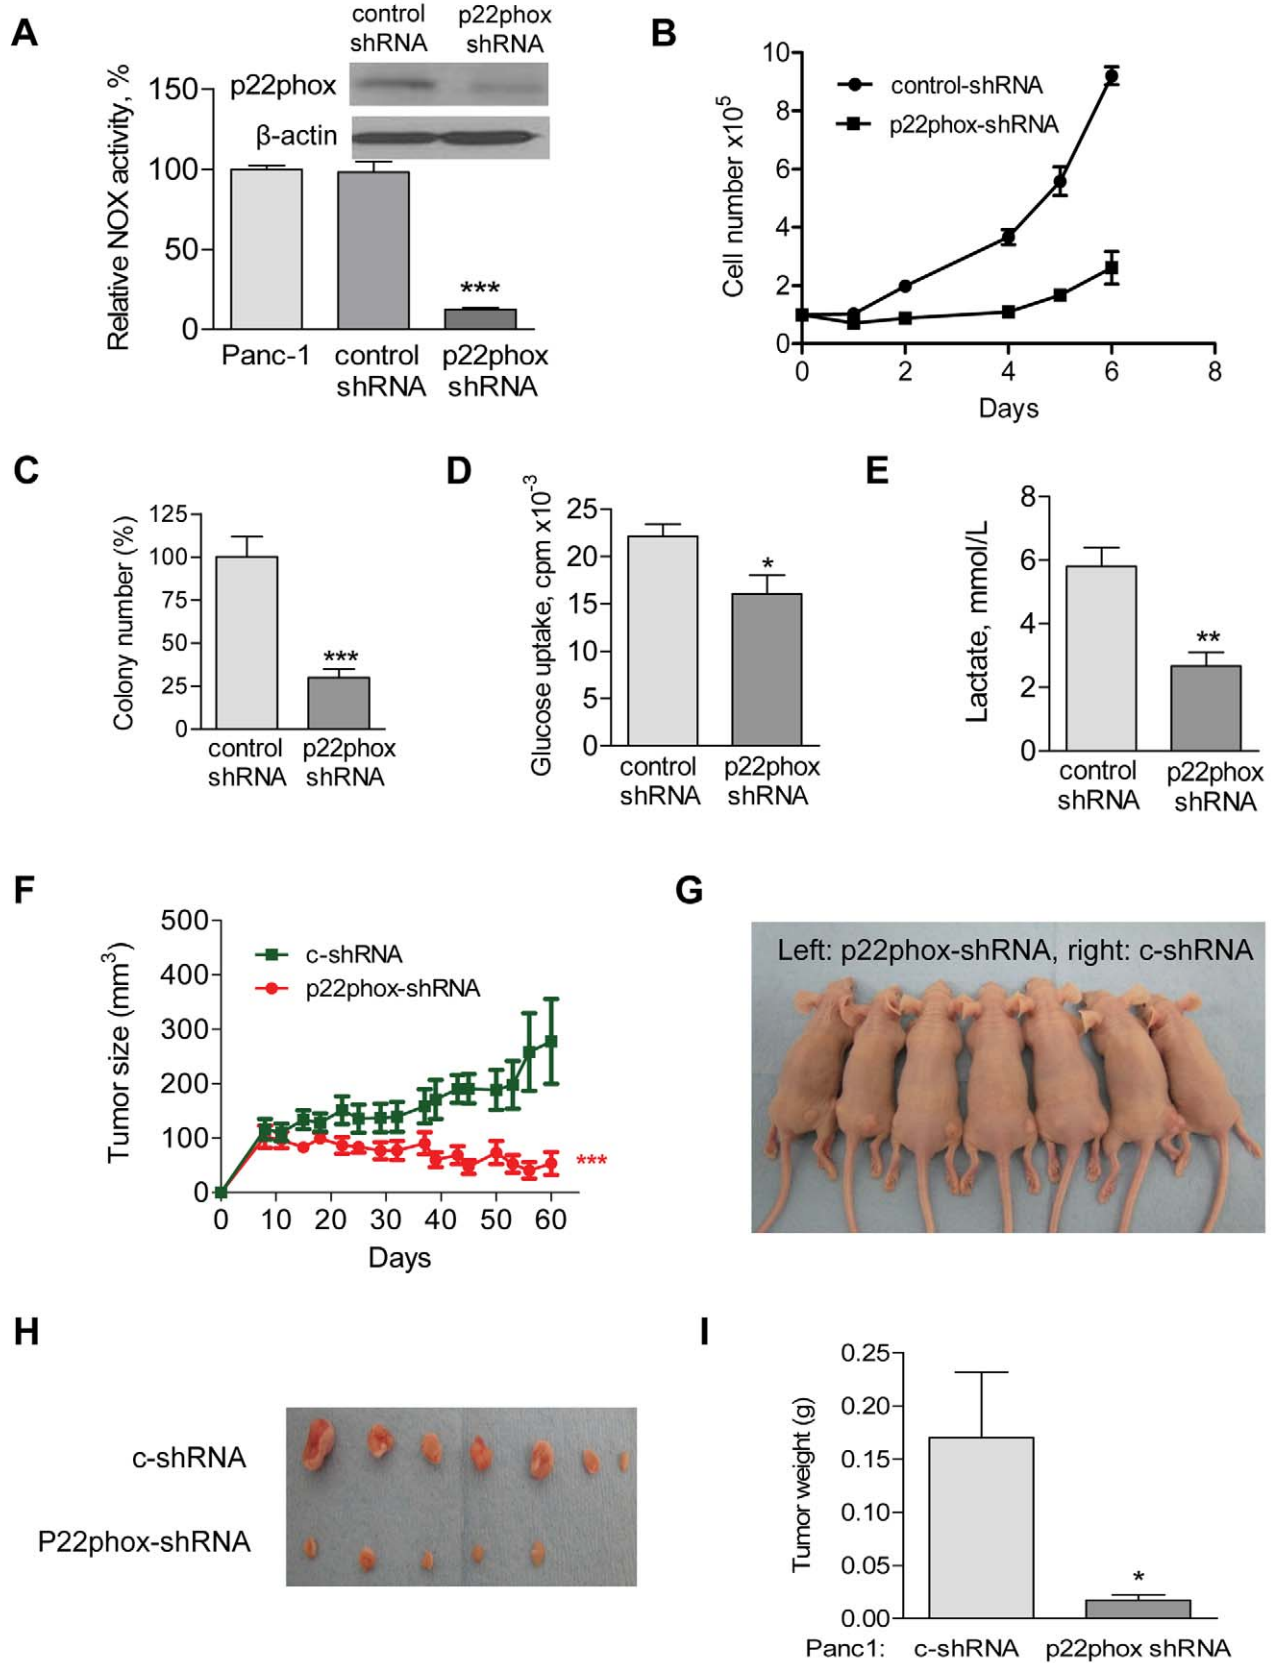 A
control
shRNA
p22phox
shRNA
p22phox
β-actin
Relative NOX activity, %
150
100
50
0
***
Panc-1
control
shRNA
p22phox
shRNA
B
Cell number x10⁵
10
8
6
4
2
0
control-shRNA
p22phox-shRNA
0 2 4 6 8
Days
C
Colony number (%)
125
100
75
50
25
0
***
control
shRNA
p22phox
shRNA
D
Glucose uptake, cpm x10⁻³
25
20
15
10
5
0
*
control
shRNA
p22phox
shRNA
E
Lactate, mmol/L
8
6
4
2
0
**
control
shRNA
p22phox
shRNA
F
Tumor size (mm³)
500
400
300
200
100
0
c-shRNA
p22phox-shRNA
***
0 10 20 30 40 50 60
Days
G
Left: p22phox-shRNA, right: c-shRNA
H
c-shRNA
P22phox-shRNA
I
Tumor weight (g)
0.25
0.20
0.15
0.10
0.05
0.00
*
Panc1: c-shRNA p22phox shRNA